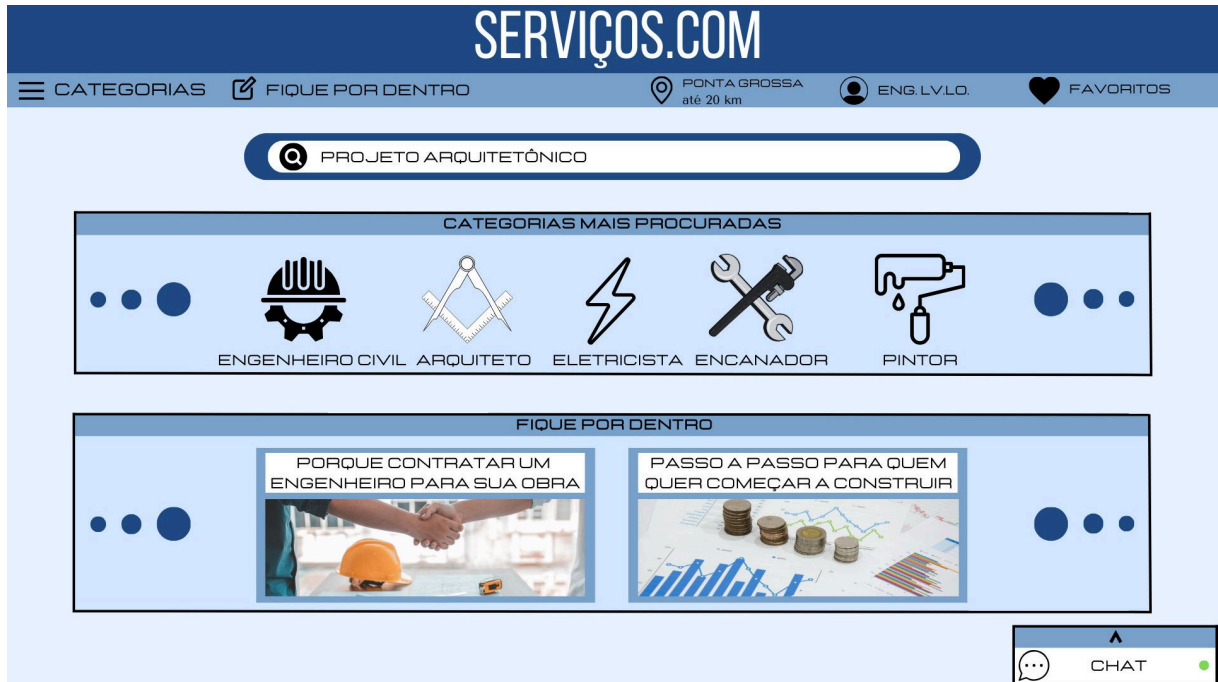 SERVIÇOS.COM
CATEGORIAS
FIQUE POR DENTRO
PONTA GROSSA
até 20 km
ENG. L.V.LO.
FAVORITOS
PROJETO ARQUITETÔNICO
CATEGORIAS MAIS PROCURADAS
ENGENHEIRO CIVIL
ARQUITETO
ELETRICISTA
ENCANADOR
PINTOR
FIQUE POR DENTRO
PORQUE CONTRATAR UM
ENGENHEIRO PARA SUA OBRA
PASSO A PASSO PARA QUEM
QUER COMEÇAR A CONSTRUIR
CHAT